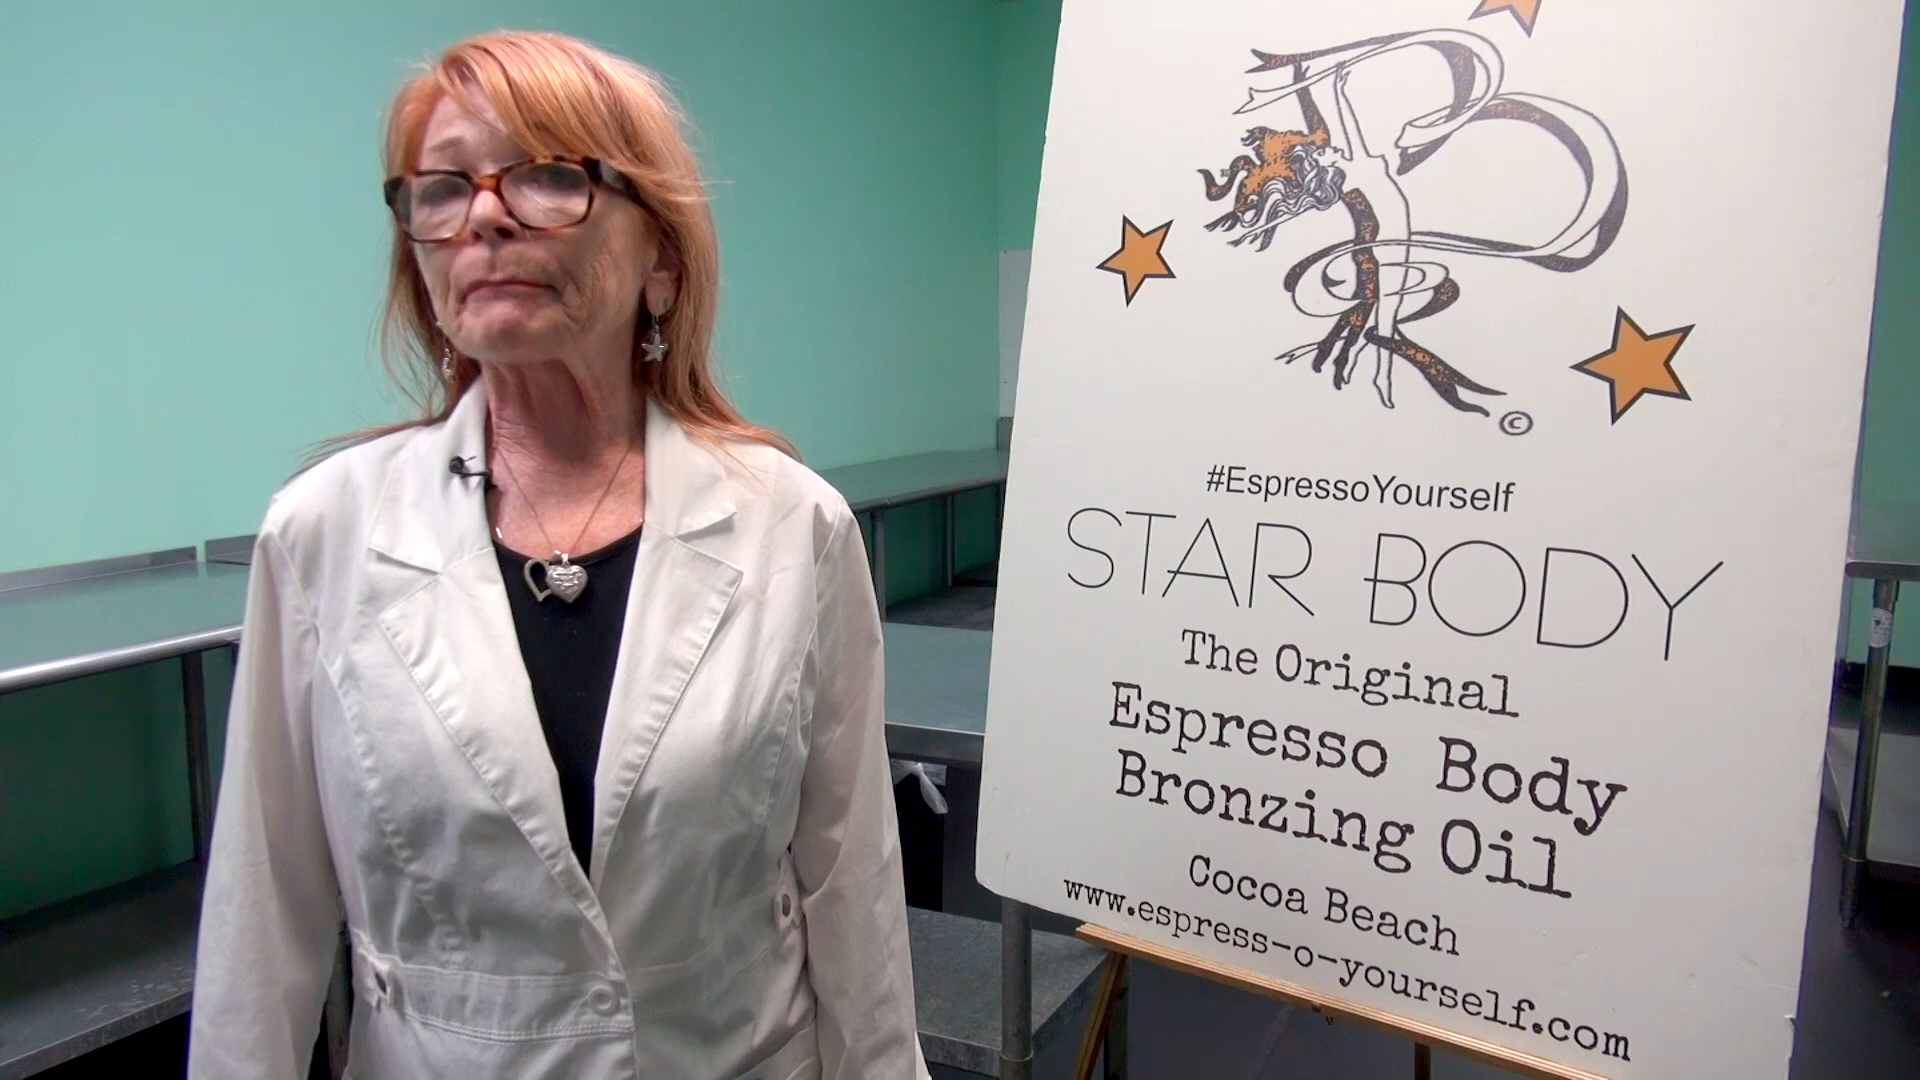 ©
#EspressoYourself
STAR BODY
The Original
Espresso Body
Bronzing Oil
Cocoa Beach
www.espress-o-yourself.com